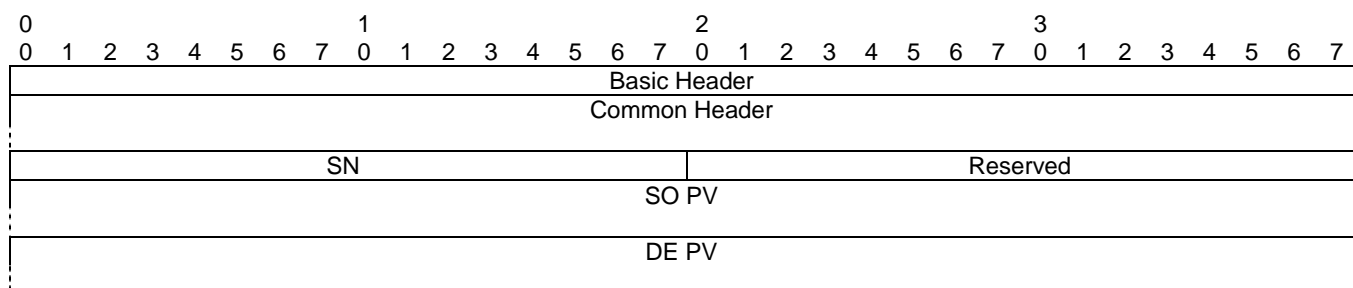 0 1 2 3
0 1 2 3 4 5 6 7 0 1 2 3 4 5 6 7 0 1 2 3 4 5 6 7 0 1 2 3 4 5 6 7
Basic Header
Common Header
SN Reserved
SO PV
DE PV